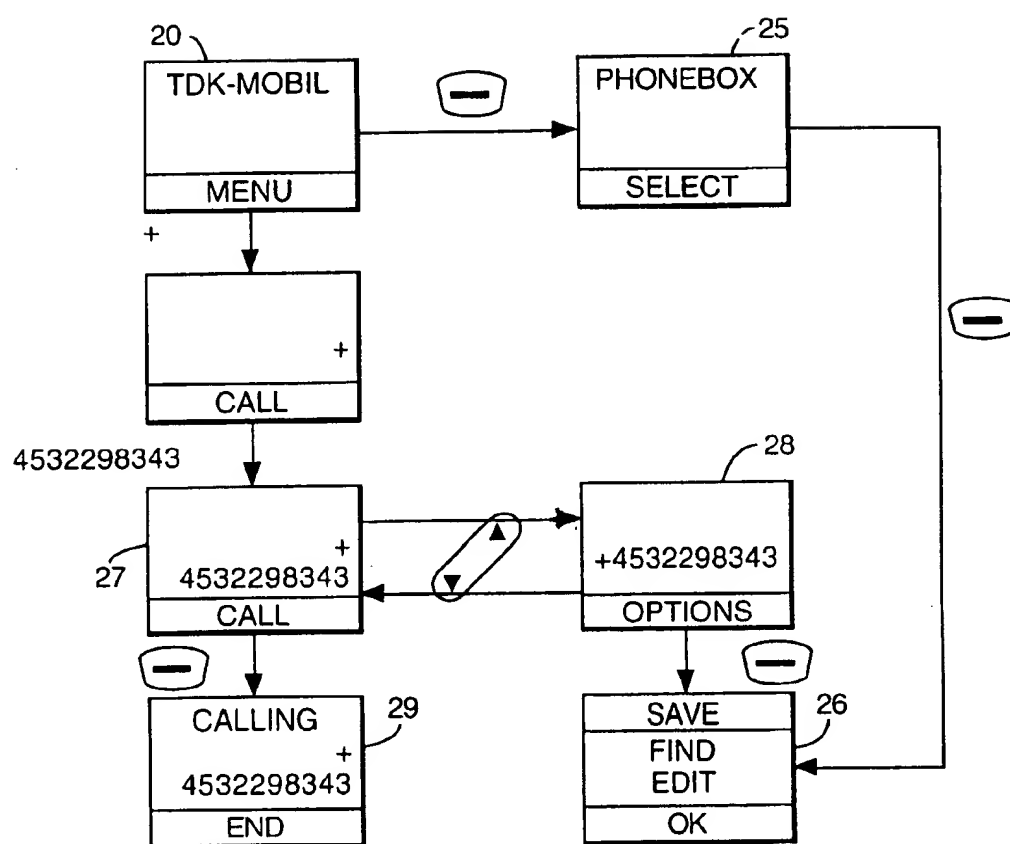 20
25
TDK-MOBIL
PHONEBOX
MENU
SELECT
+
+
CALL
4532298343
28
27
+
4532298343
CALL
+4532298343
OPTIONS
CALLING
+
4532298343
END
29
SAVE
FIND
EDIT
OK
26